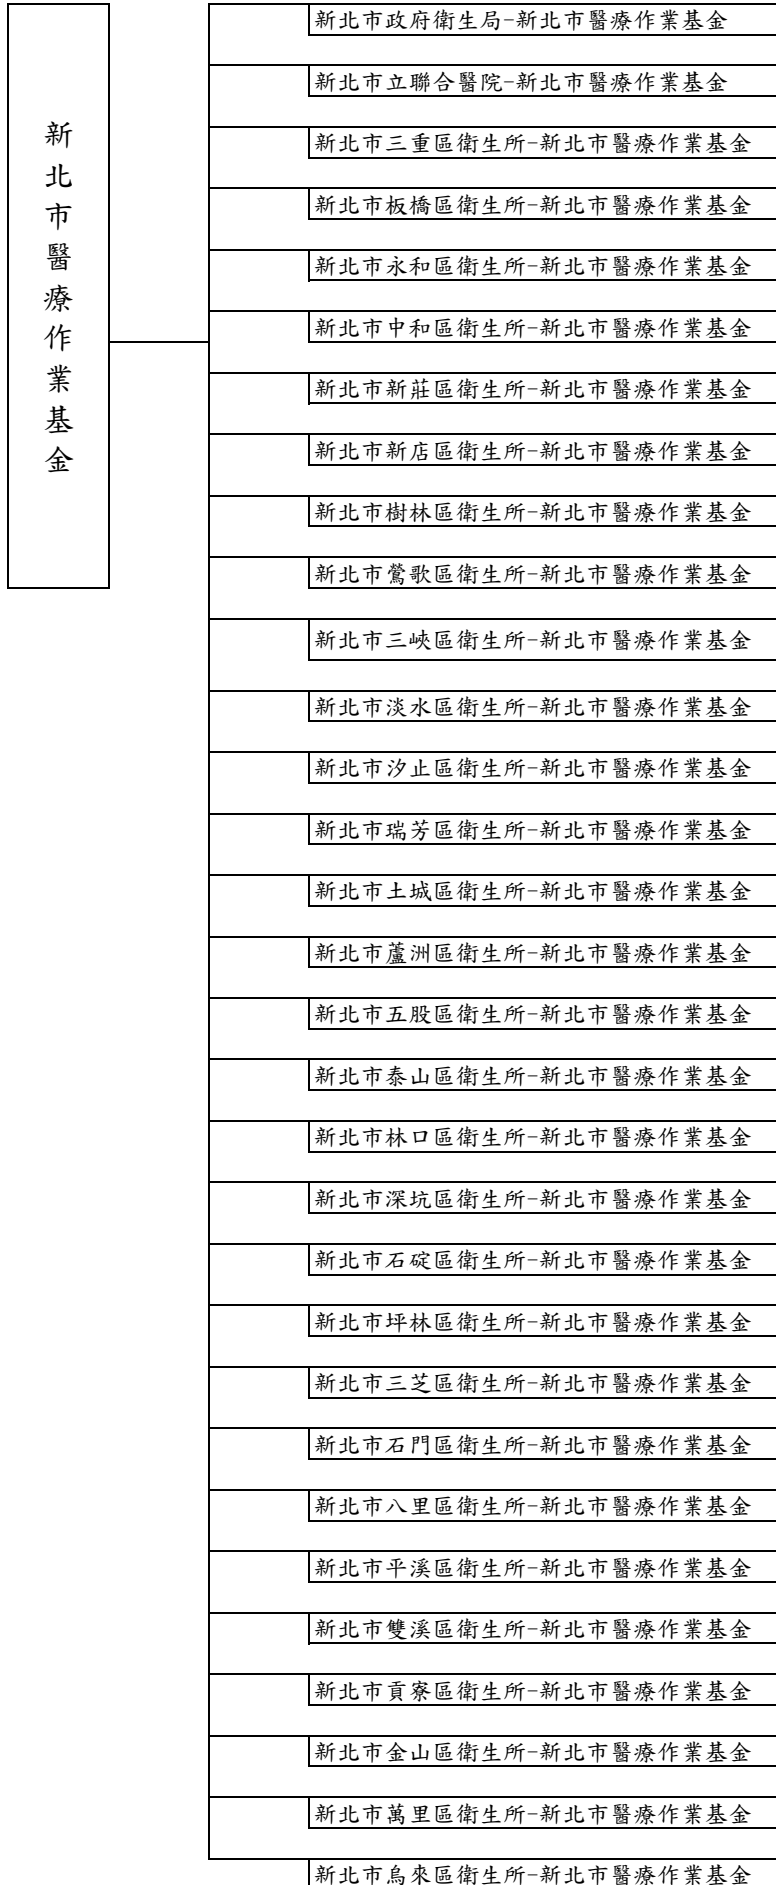 新北市醫療作業基金
新北市政府衛生局-新北市醫療作業基金
新北市立聯合醫院-新北市醫療作業基金
新北市三重區衛生所-新北市醫療作業基金
新北市板橋區衛生所-新北市醫療作業基金
新北市永和區衛生所-新北市醫療作業基金
新北市中和區衛生所-新北市醫療作業基金
新北市新莊區衛生所-新北市醫療作業基金
新北市新店區衛生所-新北市醫療作業基金
新北市樹林區衛生所-新北市醫療作業基金
新北市鶯歌區衛生所-新北市醫療作業基金
新北市三峽區衛生所-新北市醫療作業基金
新北市淡水區衛生所-新北市醫療作業基金
新北市汐止區衛生所-新北市醫療作業基金
新北市瑞芳區衛生所-新北市醫療作業基金
新北市土城區衛生所-新北市醫療作業基金
新北市蘆洲區衛生所-新北市醫療作業基金
新北市五股區衛生所-新北市醫療作業基金
新北市泰山區衛生所-新北市醫療作業基金
新北市林口區衛生所-新北市醫療作業基金
新北市深坑區衛生所-新北市醫療作業基金
新北市石碇區衛生所-新北市醫療作業基金
新北市坪林區衛生所-新北市醫療作業基金
新北市三芝區衛生所-新北市醫療作業基金
新北市石門區衛生所-新北市醫療作業基金
新北市八里區衛生所-新北市醫療作業基金
新北市平溪區衛生所-新北市醫療作業基金
新北市雙溪區衛生所-新北市醫療作業基金
新北市貢寮區衛生所-新北市醫療作業基金
新北市金山區衛生所-新北市醫療作業基金
新北市萬里區衛生所-新北市醫療作業基金
新北市烏來區衛生所-新北市醫療作業基金